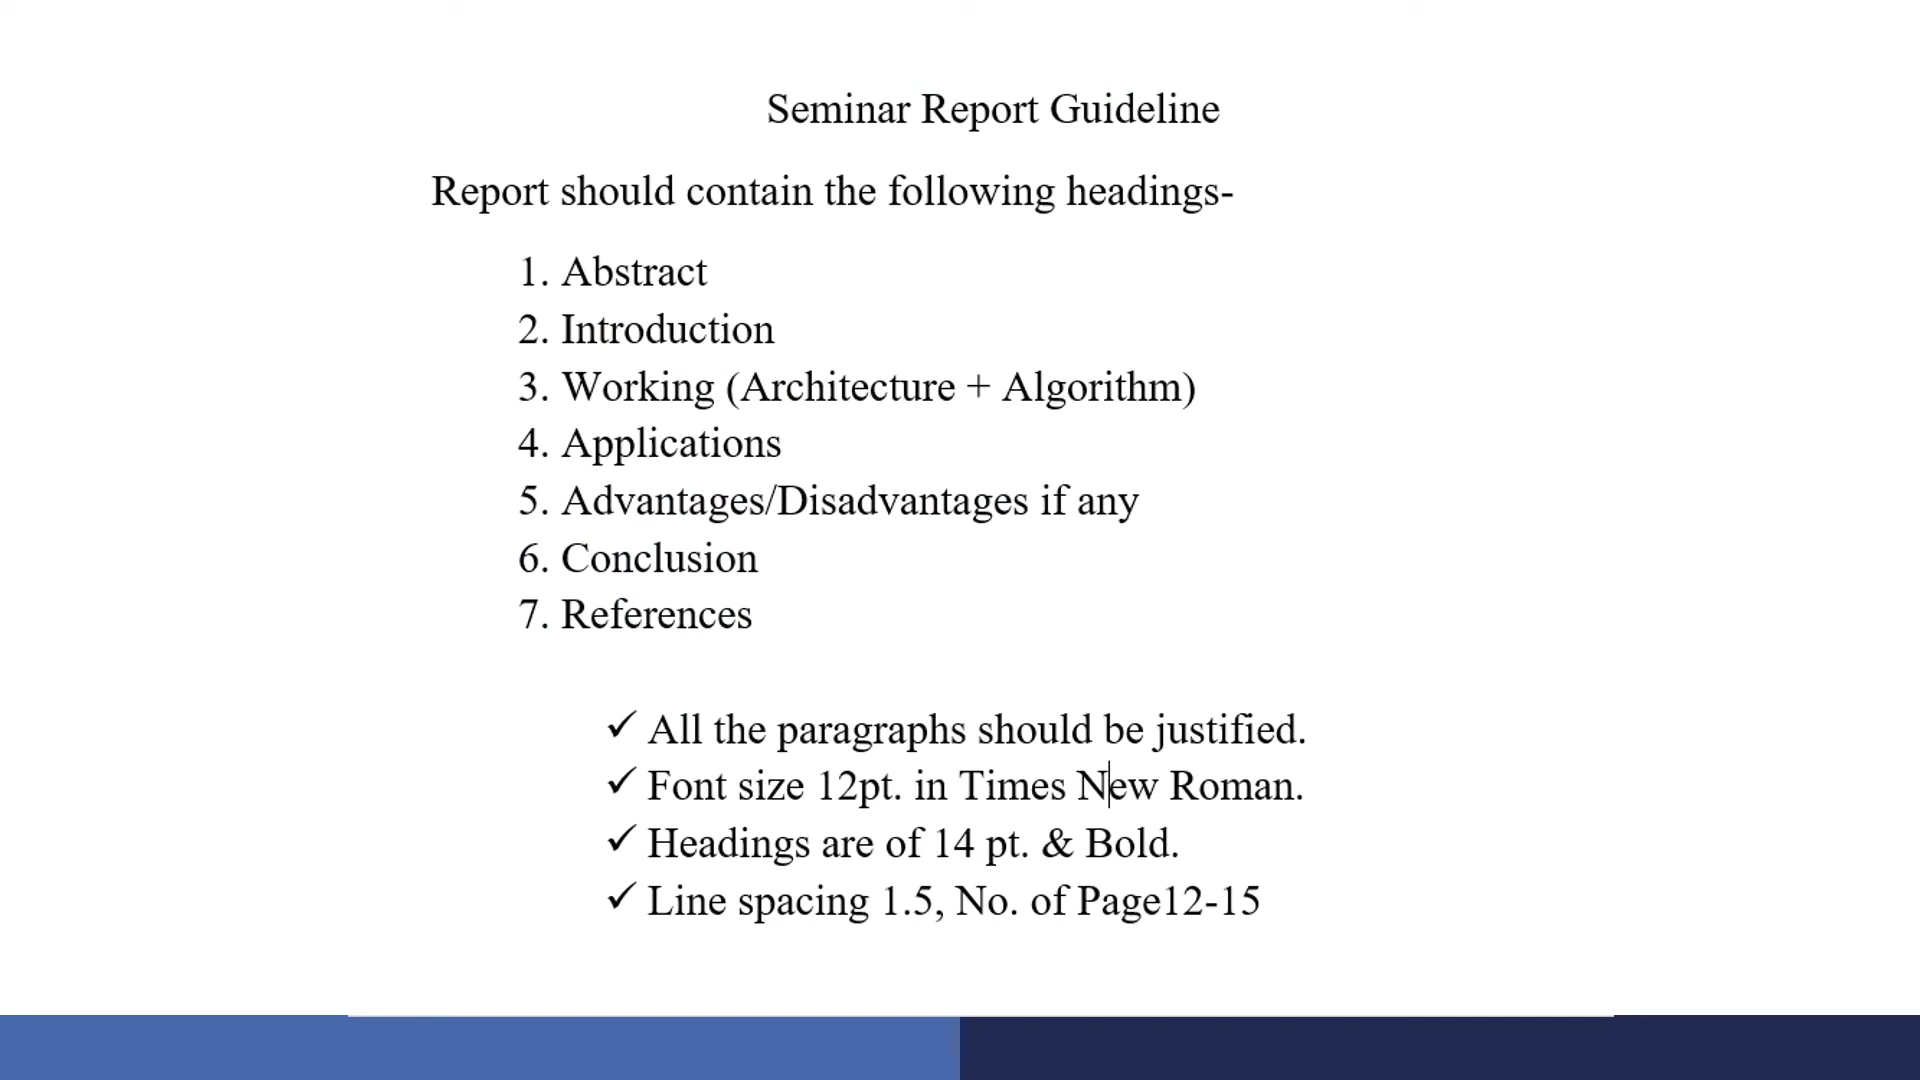 Seminar Report Guideline
Report should contain the following headings-
1. Abstract
2. Introduction
3. Working (Architecture + Algorithm)
4. Applications
5. Advantages/Disadvantages if any
6. Conclusion
7. References
✓ All the paragraphs should be justified.
✓ Font size 12pt. in Times New Roman.
✓ Headings are of 14 pt. & Bold.
✓ Line spacing 1.5, No. of Page12-15